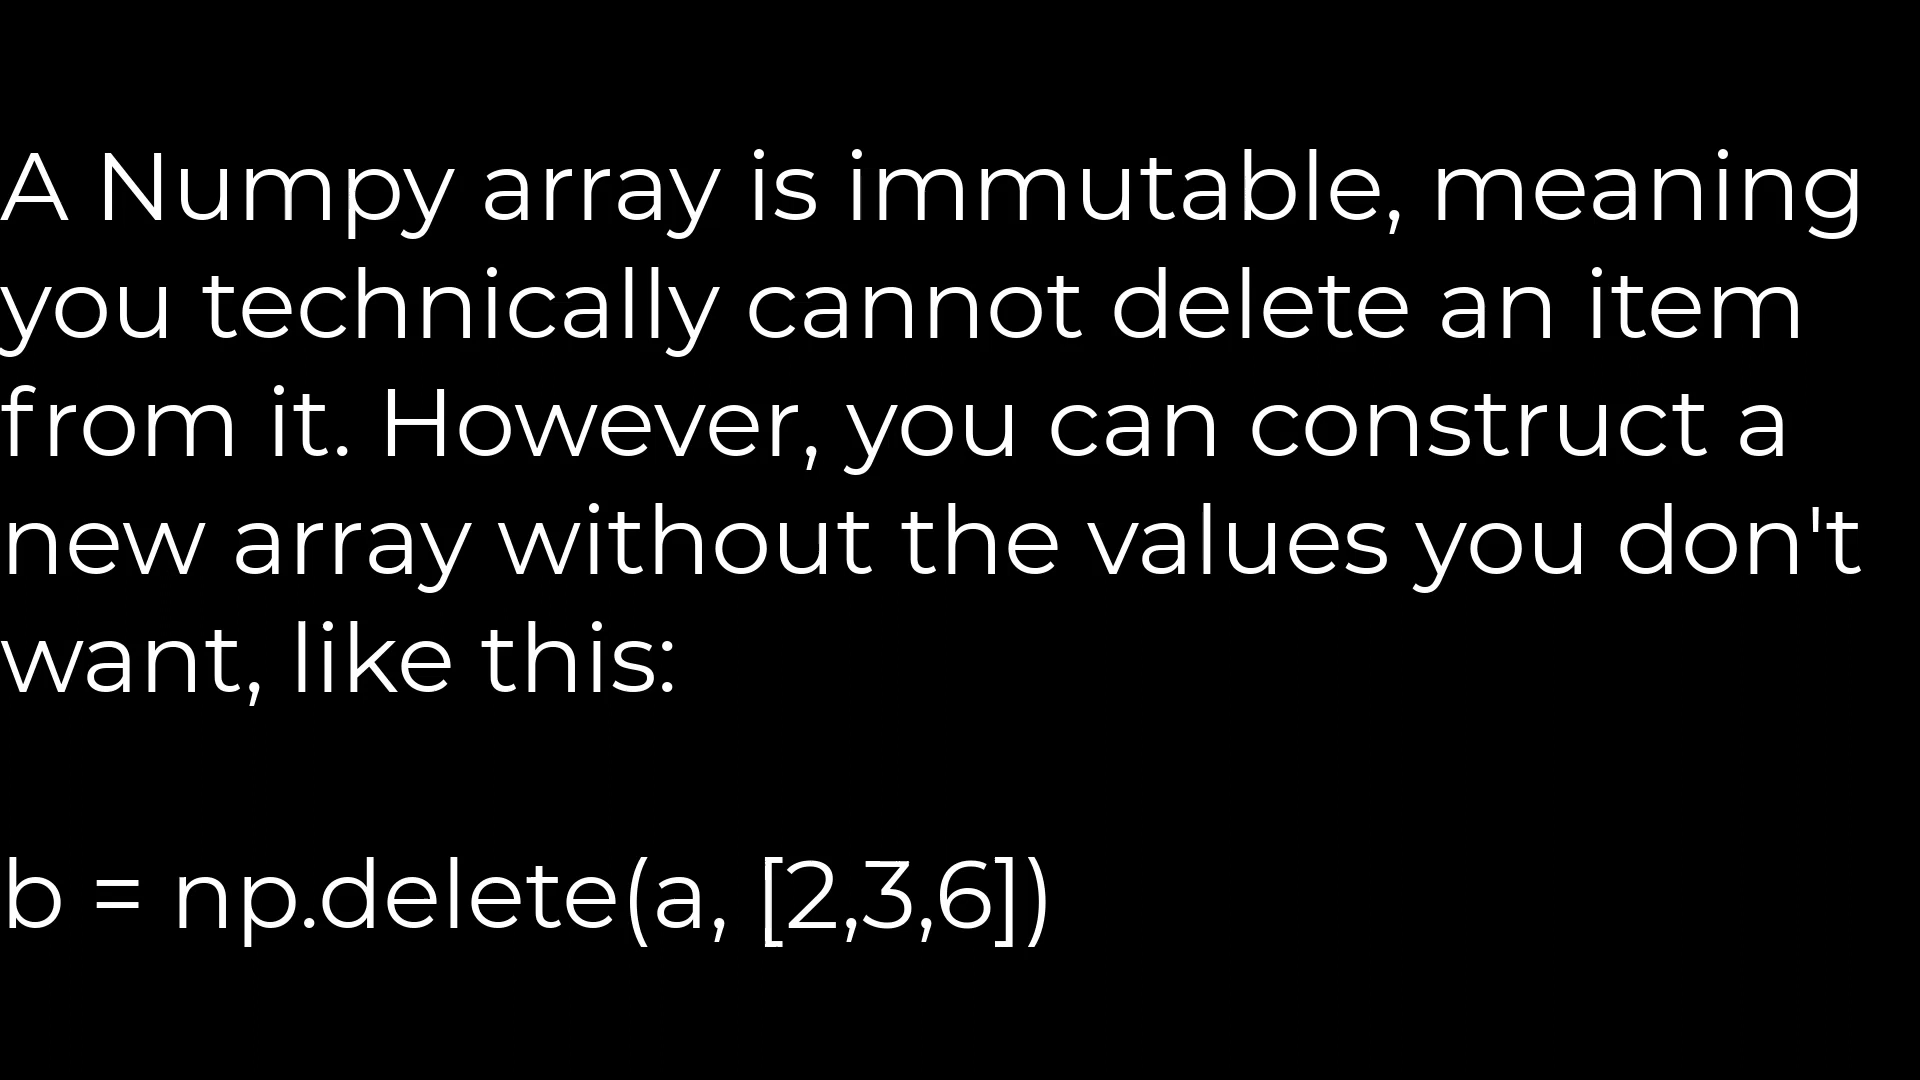 A Numpy array is immutable, meaning
you technically cannot delete an item
from it. However, you can construct a
new array without the values you don't
want, like this:
b = np.delete(a, [2,3,6])